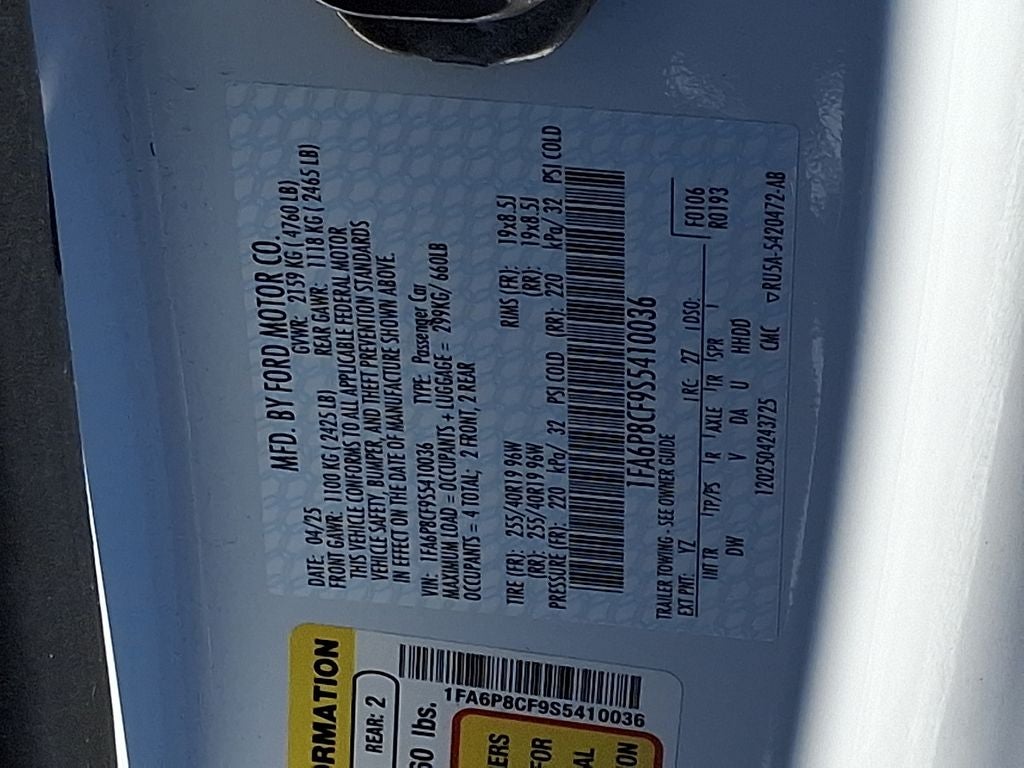 MFD. BY FORD MOTOR CO.
DATE: 04/25 GVWR: 2159 KG ( 4760 LB)
FRONT GAWR: 1100 KG ( 2425 LB) REAR GAWR: 1118 KG ( 2465 LB)
THIS VEHICLE CONFORMS TO ALL APPLICABLE FEDERAL MOTOR
VEHICLE SAFETY, BUMPER, AND THEFT PREVENTION STANDARDS
IN EFFECT ON THE DATE OF MANUFACTURE SHOWN ABOVE.
VIN: 1FA6P8CF9S5410036 TYPE: Passenger Car
MAXIMUM LOAD = OCCUPANTS + LUGGAGE = 299KG/ 660LB
OCCUPANTS = 4 TOTAL; 2 FRONT, 2 REAR
TIRE (FR): 255/40R19 96W RIMS (FR): 19x8.5J
(RR): 255/40R19 96W (RR): 19x8.5J
PRESSURE (FR): 220 kPa/ 32 PSI COLD (RR): 220 kPa/ 32 PSI COLD
1FA6P8CF9S5410036
TRAILER TOWING - SEE OWNER GUIDE
EXT PNT: YZ RC: 27 DSO: F0106
INT TR TP/PS R AXLE TR SPR R0193
DW V DA U HHDD
1202504243725 CMC ▽RU5A-5420472-AB
ORMATION
REAR: 2
60 lbs.
1FA6P8CF9S5410036
ERS
FOR
AL
ON